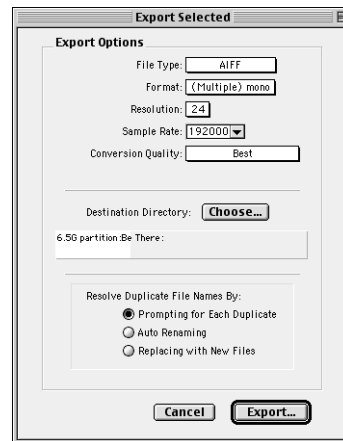 Export Selected
Export Options
File Type: AIFF
Format: (Multiple) mono
Resolution: 24
Sample Rate: 192000
Conversion Quality: Best
Destination Directory: Choose...
6.5G partition:Be There:
Resolve Duplicate File Names By:
Prompting for Each Duplicate
Auto Renaming
Replacing with New Files
Cancel Export...